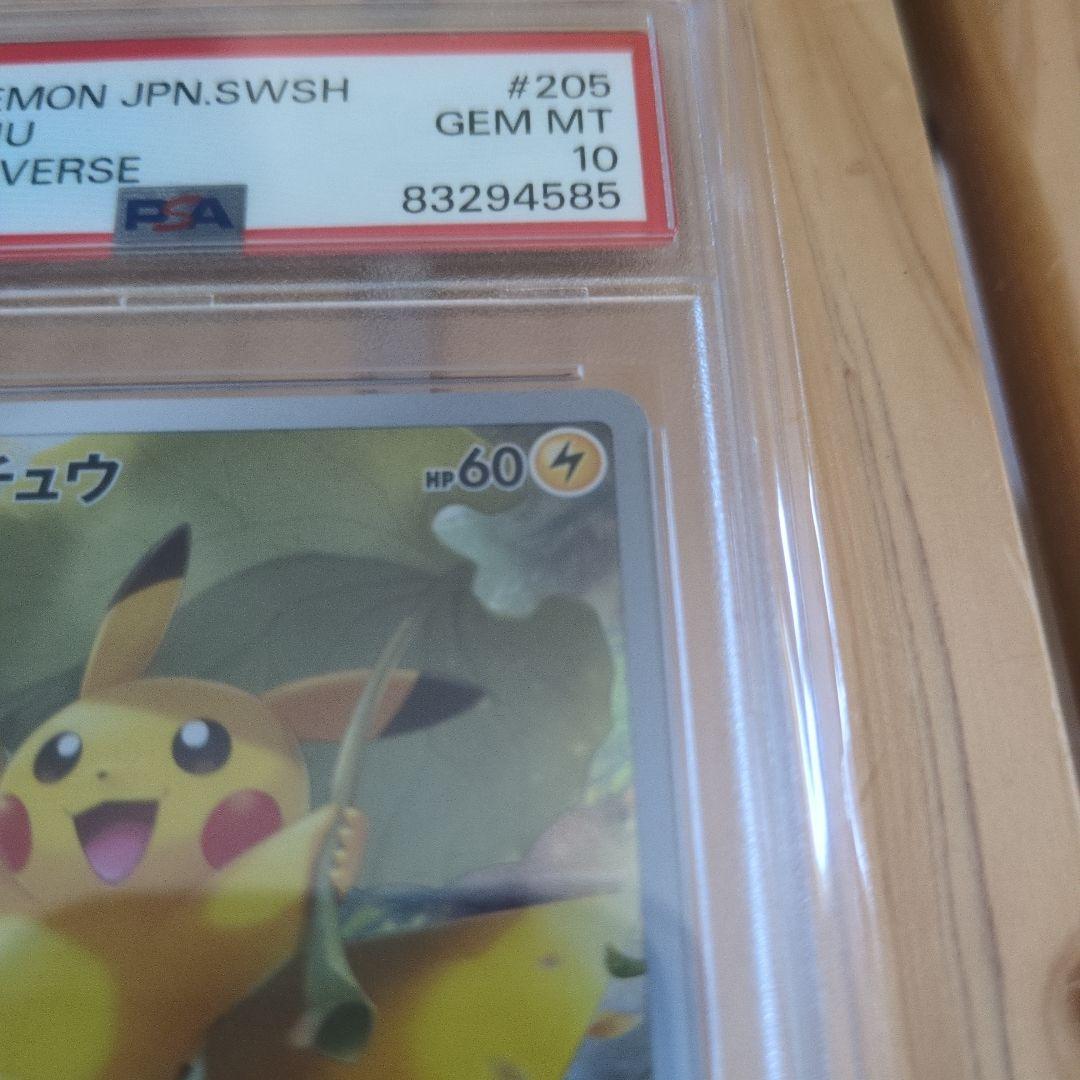 EMON JPN.SWSH #205
U GEM MT
VERSE 10
PSA 83294585
チュウ HP60